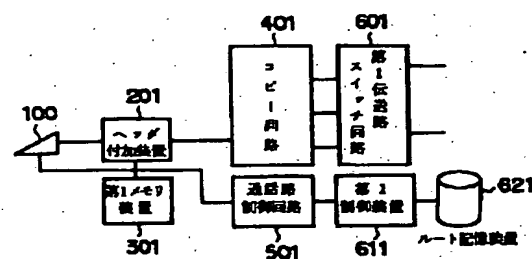 401
601
コピー回路
第1伝送路
スイッチ回路
201
100
ヘッダ
付加装置
第1メモリ
装置
301
通話路
制御回路
501
第1
制御装置
611
621
ルート記憶装置